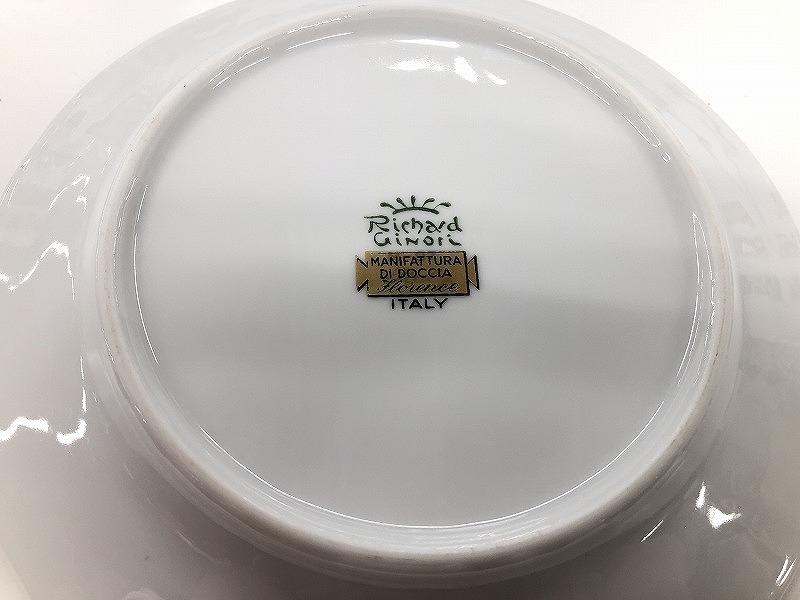 Richard
GINORI
MANIFATTURA
DI DOCCIA
Florence
ITALY